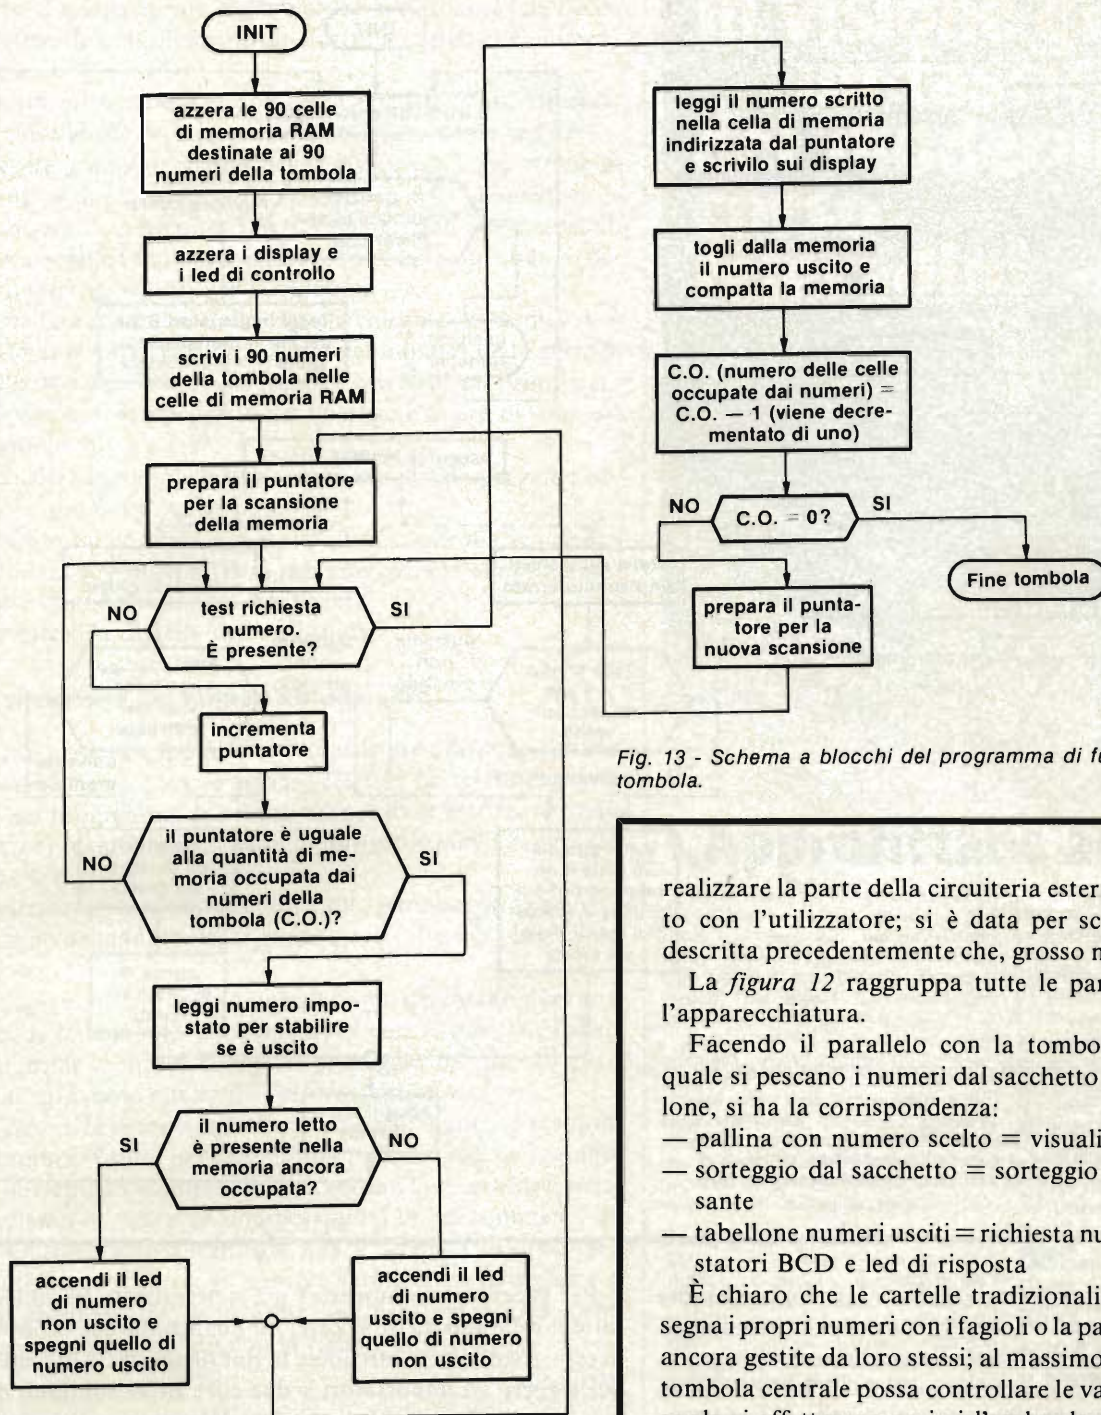 INIT
azzera le 90 celle
di memoria RAM
destinate ai 90
numeri della tombola
azzera i display e
i led di controllo
scrivi i 90 numeri
della tombola nelle
celle di memoria RAM
prepara il puntatore
per la scansione
della memoria
NO
test richiesta
numero.
È presente?
SI
incrementa
puntatore
NO
il puntatore è uguale
alla quantità di me-
moria occupata dai
numeri della
tombola (C.O.)?
SI
leggi numero impo-
stato per stabilire
se è uscito
SI
il numero letto
è presente nella
memoria ancora
occupata?
NO
accendi il led
di numero
non uscito e
spegni quello di
numero uscito
accendi il led
di numero
uscito e spegni
quello di numero
non uscito
leggi il numero scritto
nella cella di memoria
indirizzata dal puntatore
e scrivilo sui display
togli dalla memoria
il numero uscito e
compatta la memoria
C.O. (numero delle celle
occupate dai numeri) =
C.O. — 1 (viene decre-
mentato di uno)
NO
C.O. = 0?
SI
Fine tombola
prepara il punta-
tore per la
nuova scansione
Fig. 13 - Schema a blocchi del programma di fu
tombola.
realizzare la parte della circuiteria ester
to con l'utilizzatore; si è data per sc
descritta precedentemente che, grosso m
La figura 12 raggruppa tutte le par
l'apparecchiatura.
Facendo il parallelo con la tombo
quale si pescano i numeri dal sacchetto
lone, si ha la corrispondenza:
— pallina con numero scelto = visuali
— sorteggio dal sacchetto = sorteggio
sante
— tabellone numeri usciti = richiesta nu
statori BCD e led di risposta
È chiaro che le cartelle tradizionali
segna i propri numeri con i fagioli o la pa
ancora gestite da loro stessi; al massimo
tombola centrale possa controllare le va